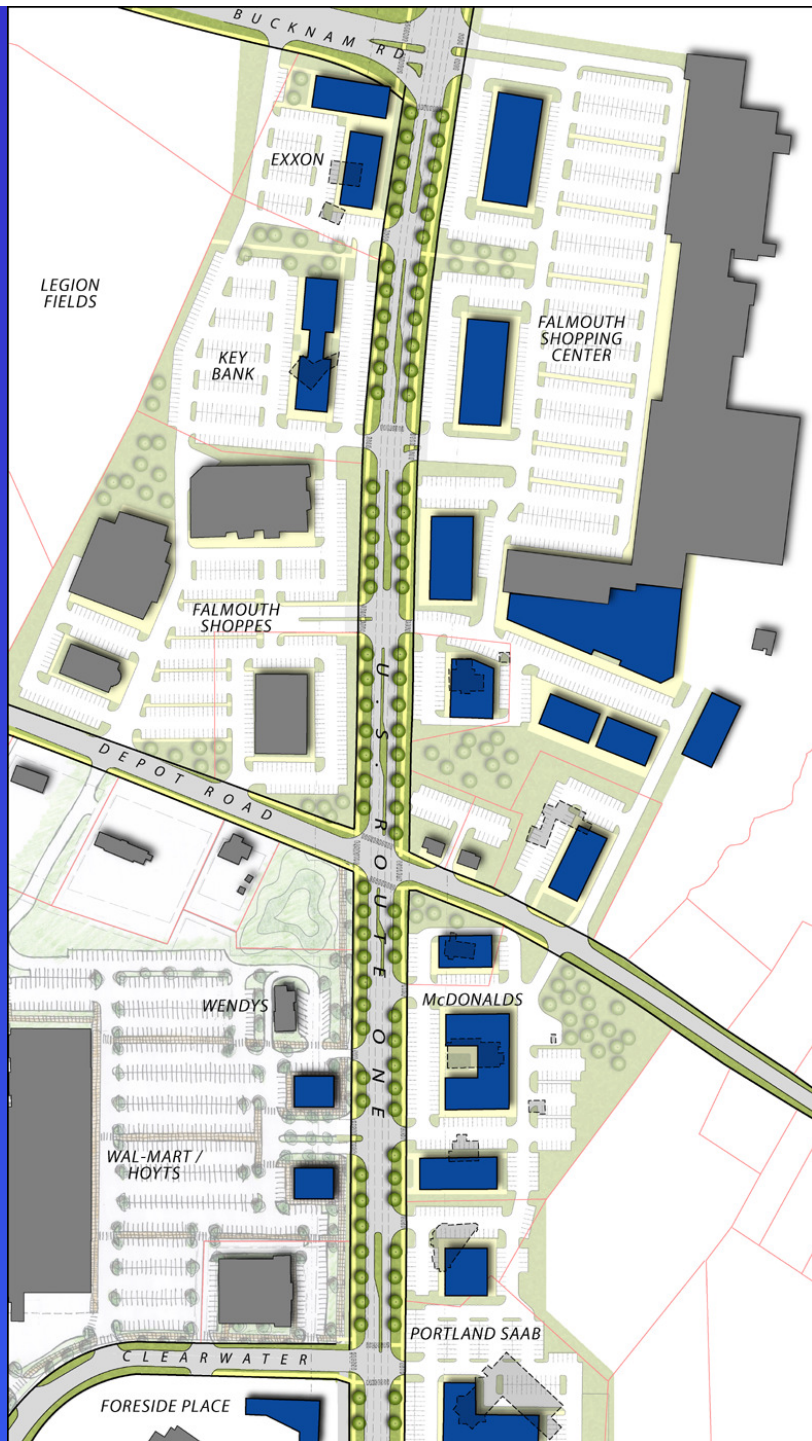 BUCKNAM RD
EXXON
LEGION
FIELDS
FALMOUTH
SHOPPING
CENTER
KEY
BANK
FALMOUTH
SHOPPES
U.S. ROUTE ONE
DEPOT ROAD
WENDYS
McDONALDS
WAL-MART /
HOYTS
PORTLAND SAAB
CLEARWATER
FORESIDE PLACE